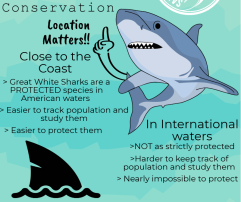 Conservation
Location
Matters!!
Close to the
Coast
> Great White Sharks are a
PROTECTED species in
American waters
> Easier to track population and
study them
> Easier to protect them
In International
waters
>NOT as strictly protected
>Harder to keep track of
population and study them
> Nearly impossible to protect